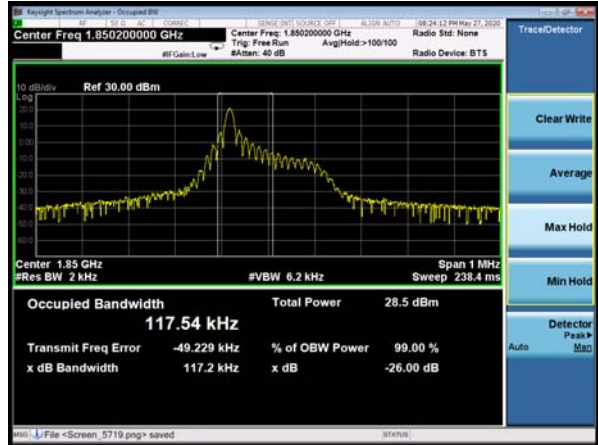 Keysight Spectrum Analyzer - Occupied BW
RF 50 Ω AC CORREC SENSE:INT SOURCE OFF ALIGN AUTO 08:24:12 PM May 27, 2020
Center Freq 1.850200000 GHz
Center Freq: 1.850200000 GHz
Radio Std: None
Trig: Free Run Avg|Hold:>100/100
#IFGain:Low #Atten: 40 dB Radio Device: BTS
Trace/Detector
10 dB/div Ref 30.00 dBm
Log
20.0
10.0
0.00
-10.0
-20.0
-30.0
-40.0
-50.0
-60.0
Clear Write
Average
Max Hold
Min Hold
Detector
Peak▶
Auto Man
Center 1.85 GHz Span 1 MHz
#Res BW 2 kHz #VBW 6.2 kHz Sweep 238.4 ms
Occupied Bandwidth Total Power 28.5 dBm
117.54 kHz
Transmit Freq Error -49.229 kHz % of OBW Power 99.00 %
x dB Bandwidth 117.2 kHz x dB -26.00 dB
MSG File <Screen_5719.png> saved STATUS